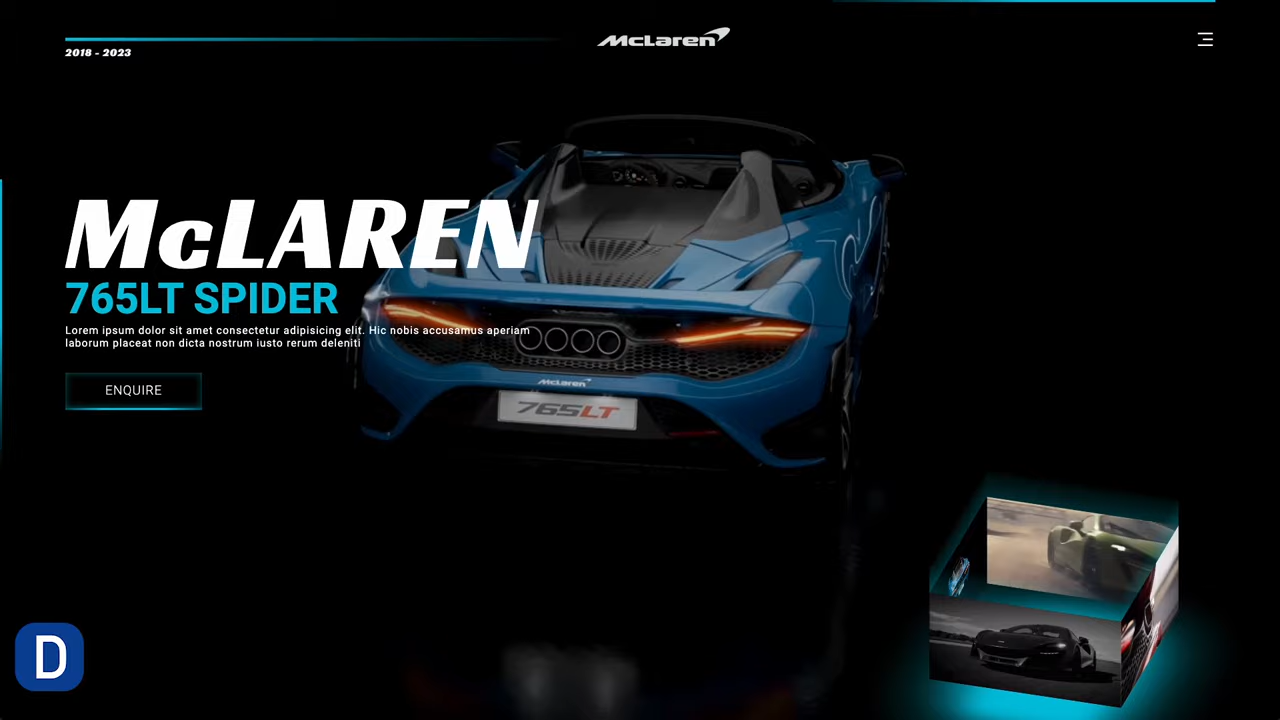 2018 - 2023
McLaren
McLAREN
765LT SPIDER
Lorem ipsum dolor sit amet consectetur adipisicing elit. Hic nobis accusamus aperiam
laborum placeat non dicta nostrum iusto rerum deleniti
ENQUIRE
McLaren
765LT
D